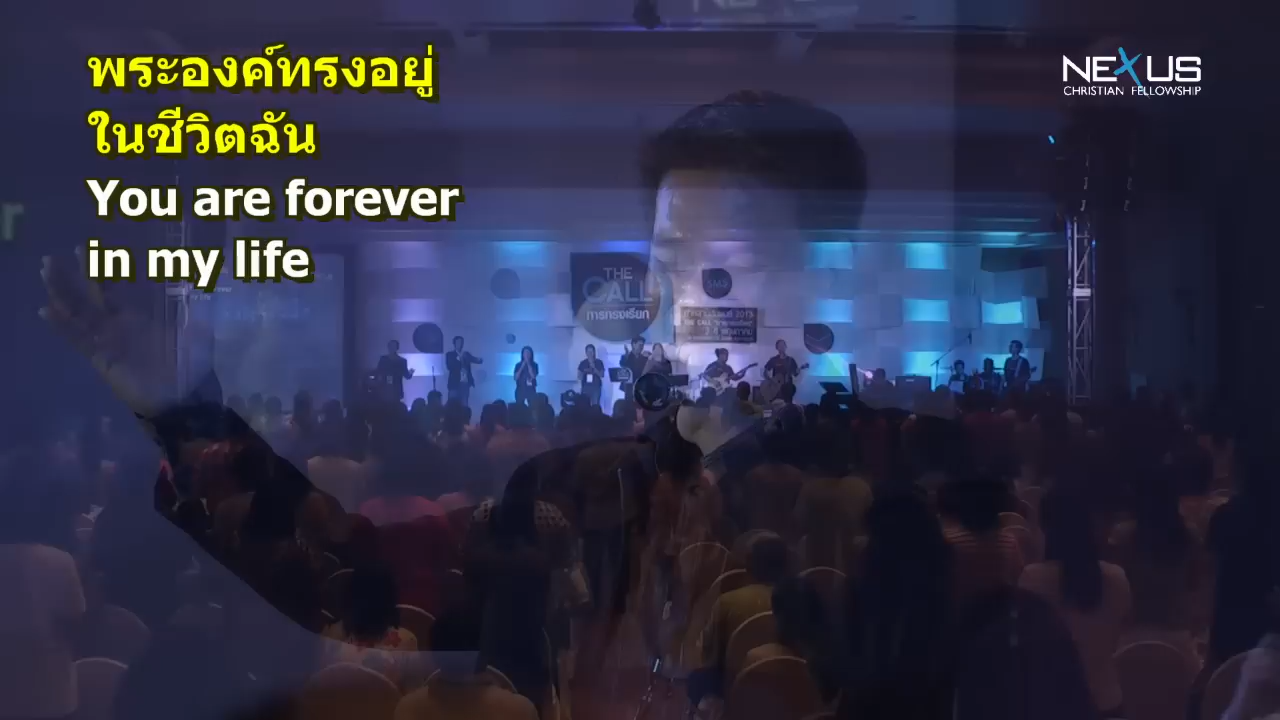 พระองค์ทรงอยู่
ในชีวิตฉัน
You are forever
in my life
NEXUS
CHRISTIAN FELLOWSHIP
THE
CALL
การทรงเรียก
SMS